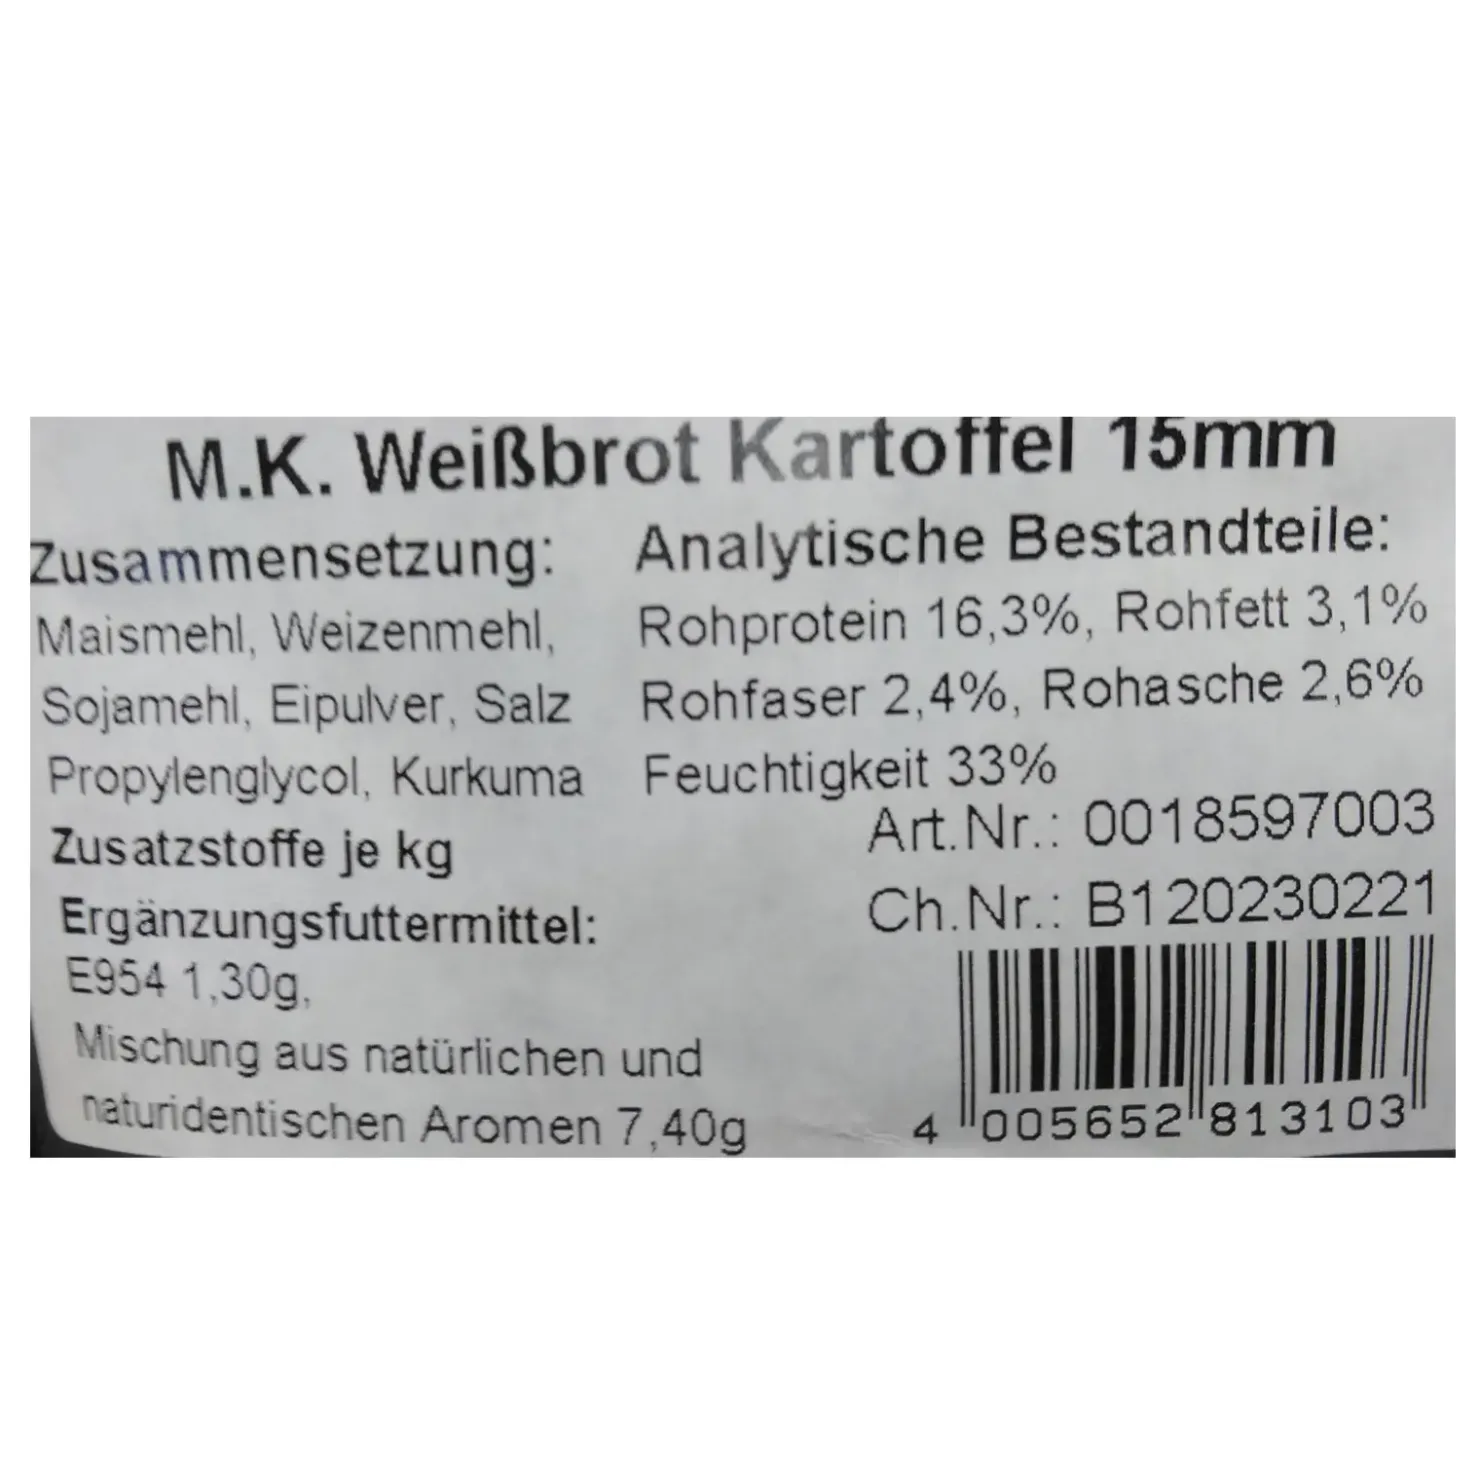 M.K. Weißbrot Kartoffel 15mm
Zusammensetzung:
Maismehl, Weizenmehl,
Sojamehl, Eipulver, Salz
Propylenglycol, Kurkuma
Zusatzstoffe je kg
Ergänzungsfuttermittel:
E954 1,30g,
Mischung aus natürlichen und
naturidentischen Aromen 7,40g
Analytische Bestandteile:
Rohprotein 16,3%, Rohfett 3,1%
Rohfaser 2,4%, Rohasche 2,6%
Feuchtigkeit 33%
Art.Nr.: 0018597003
Ch.Nr.: B120230221
4 005652 813103